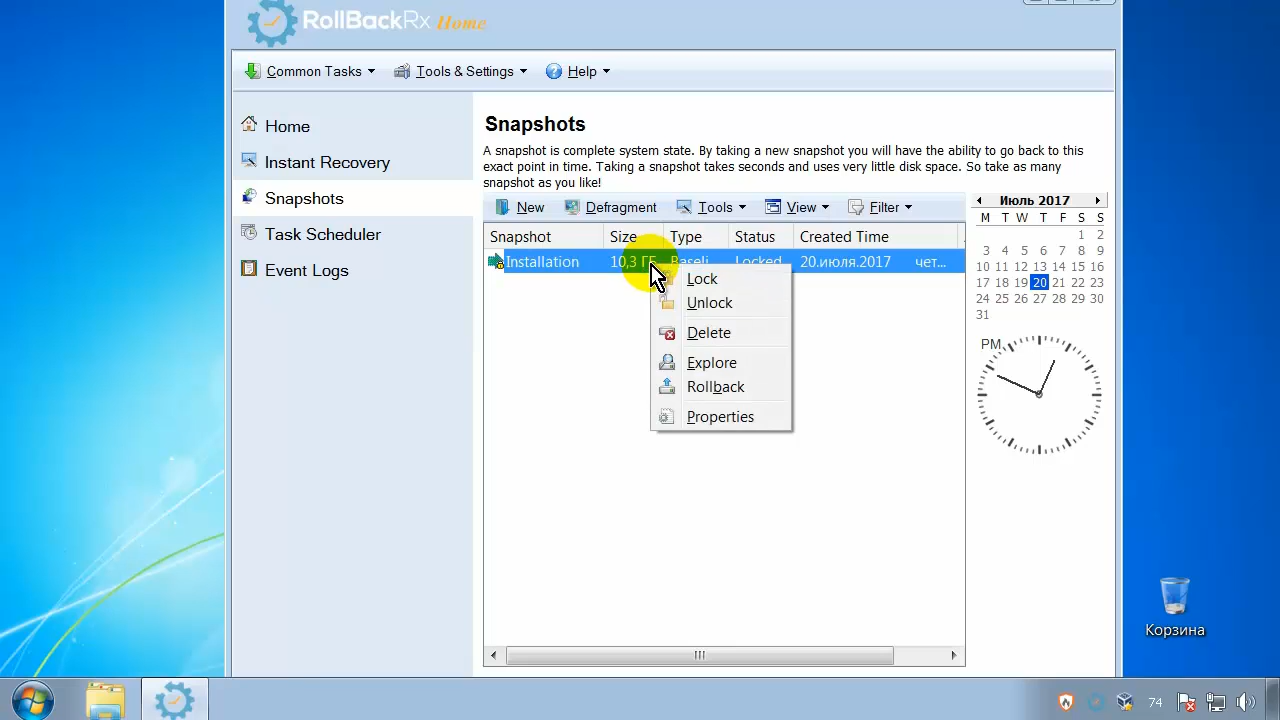 RollBackRx Home
Common Tasks Tools & Settings Help
Home
Instant Recovery
Snapshots
Task Scheduler
Event Logs
Snapshots
A snapshot is complete system state. By taking a new snapshot you will have the ability to go back to this
exact point in time. Taking a snapshot takes seconds and uses very little disk space. So take as many
snapshot as you like!
New Defragment Tools View Filter
Snapshot Size Type Status Created Time
Installation 10,3 ГБ Baseli... Locked 20.июля.2017 чет...
Lock
Unlock
Delete
Explore
Rollback
Properties
Июль 2017
M T W T F S S
1 2
3 4 5 6 7 8 9
10 11 12 13 14 15 16
17 18 19 20 21 22 23
24 25 26 27 28 29 30
31
PM
Корзина
74